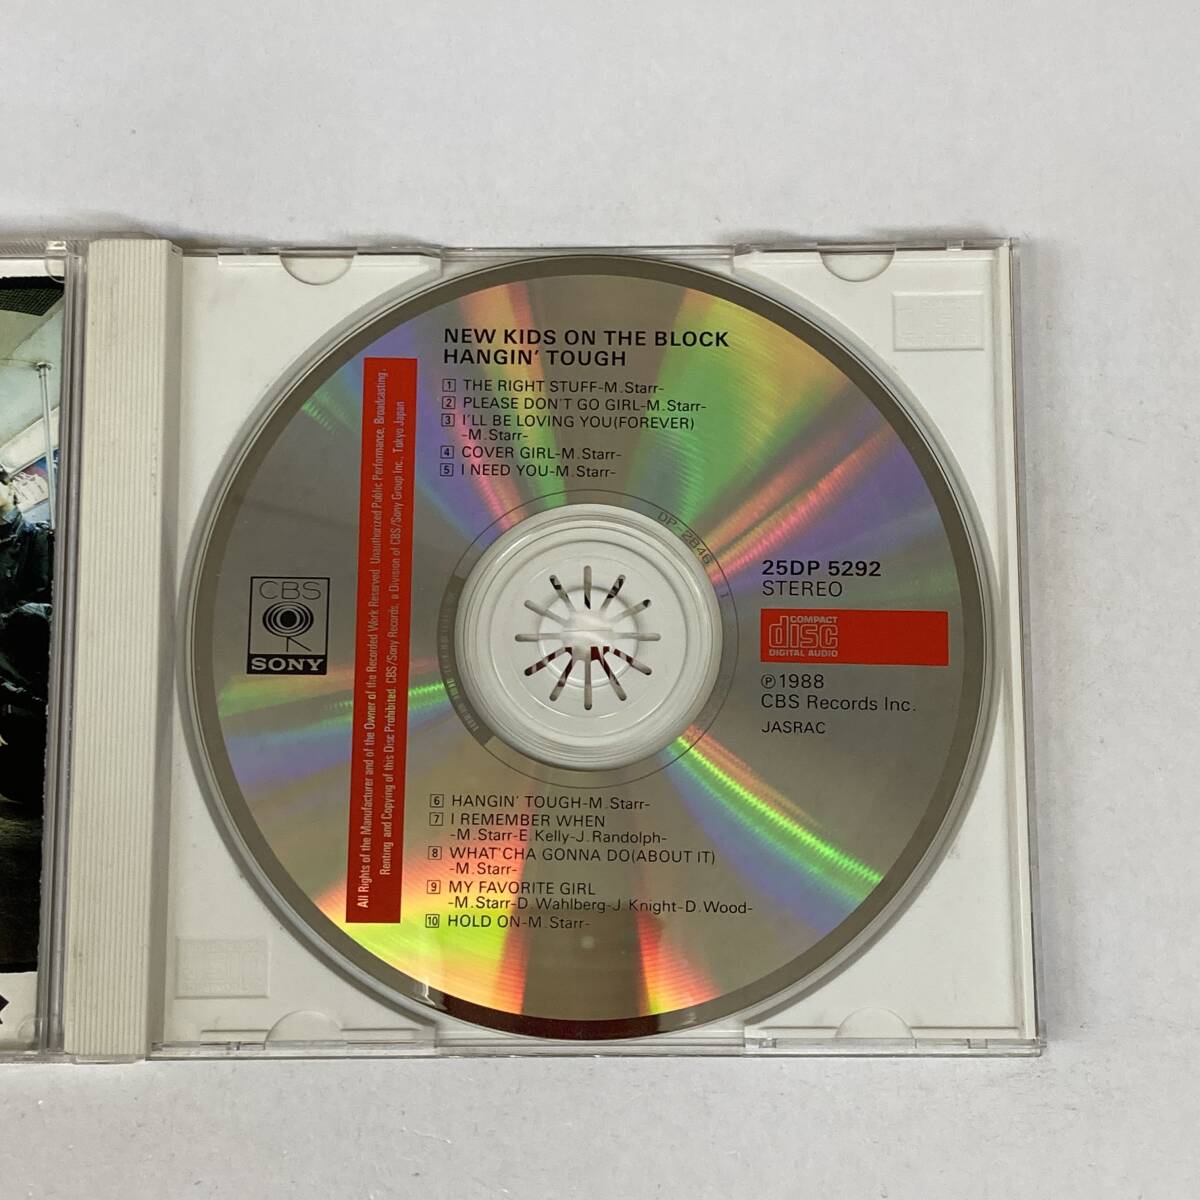 NEW KIDS ON THE BLOCK
HANGIN' TOUGH
1 THE RIGHT STUFF-M.Starr-
2 PLEASE DON'T GO GIRL-M.Starr-
3 I'LL BE LOVING YOU(FOREVER)
-M.Starr-
4 COVER GIRL-M.Starr-
5 I NEED YOU-M.Starr-
All Rights of the Manufacturer and of the Owner of the Recorded Work Reserved. Unauthorized Public Performance, Broadcasting,
Renting and Copying of this Disc Prohibited. CBS/Sony Records, a Division of CBS/Sony Group Inc., Tokyo Japan
CBS
SONY
DP-2846
25DP 5292
STEREO
COMPACT
disc
DIGITAL AUDIO
℗1988
CBS Records Inc.
JASRAC
6 HANGIN' TOUGH-M.Starr-
7 I REMEMBER WHEN
-M.Starr-E.Kelly-J.Randolph-
8 WHAT'CHA GONNA DO(ABOUT IT)
-M.Starr-
9 MY FAVORITE GIRL
-M.Starr-D.Wahlberg-J.Knight-D.Wood-
10 HOLD ON-M.Starr-